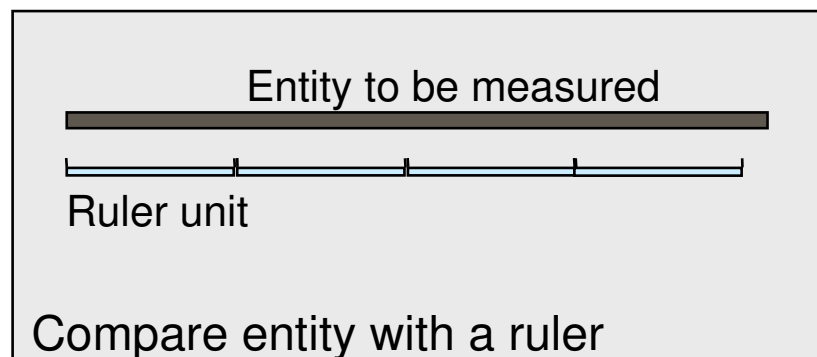 Entity to be measured
Ruler unit
Compare entity with a ruler